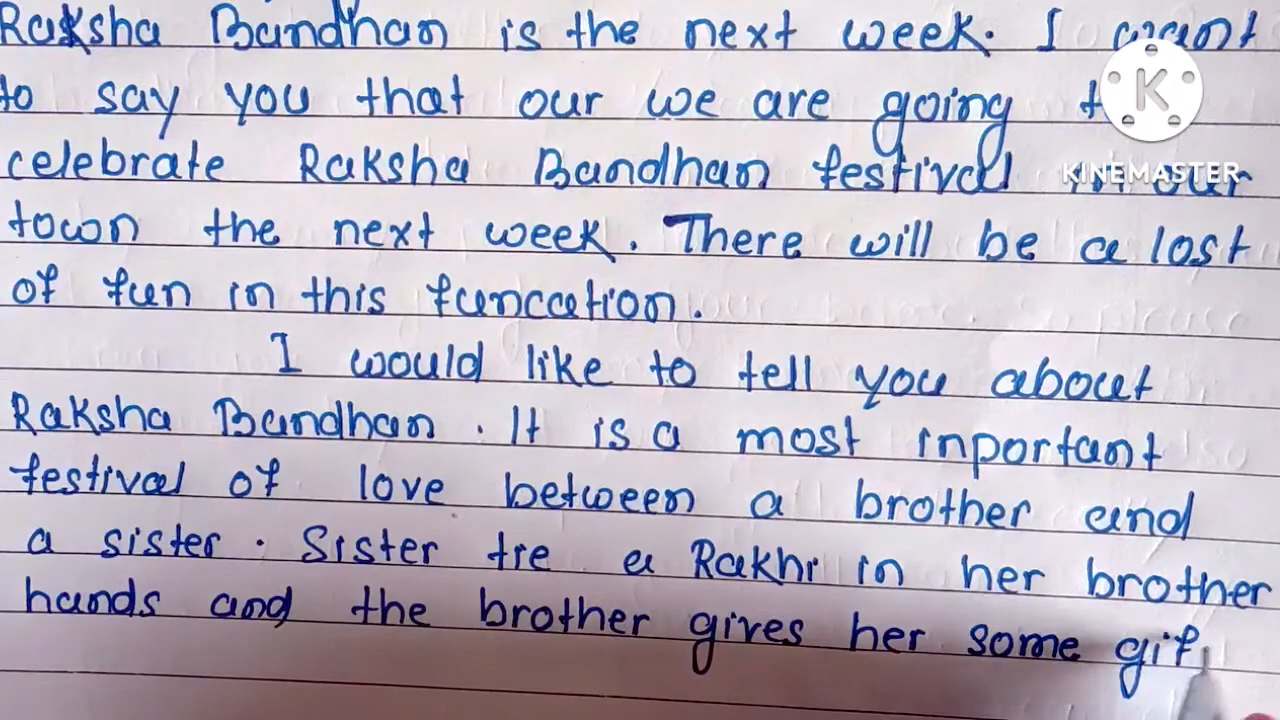 Raksha Bandhan is the next week. I want
to say you that our we are going
celebrate Raksha Bandhan festival in our
town the next week. There will be a lost
of fun in this funcation.
I would like to tell you about
Raksha Bandhan. It is a most inportant
festival of love between a brother and
a sister. Sister tie a Rakhi in her brother
hands and the brother gives her some gif
K
KINEMASTER